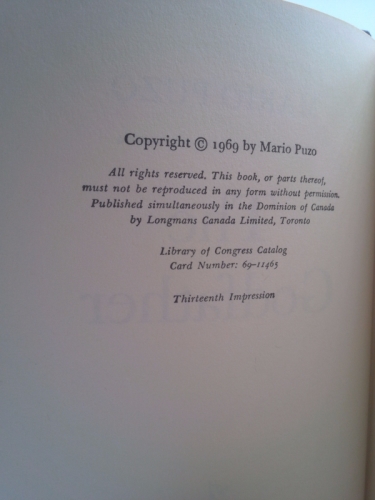 Copyright © 1969 by Mario Puzo
All rights reserved. This book, or parts thereof,
must not be reproduced in any form without permission.
Published simultaneously in the Dominion of Canada
by Longmans Canada Limited, Toronto
Library of Congress Catalog
Card Number: 69-11465
Thirteenth Impression